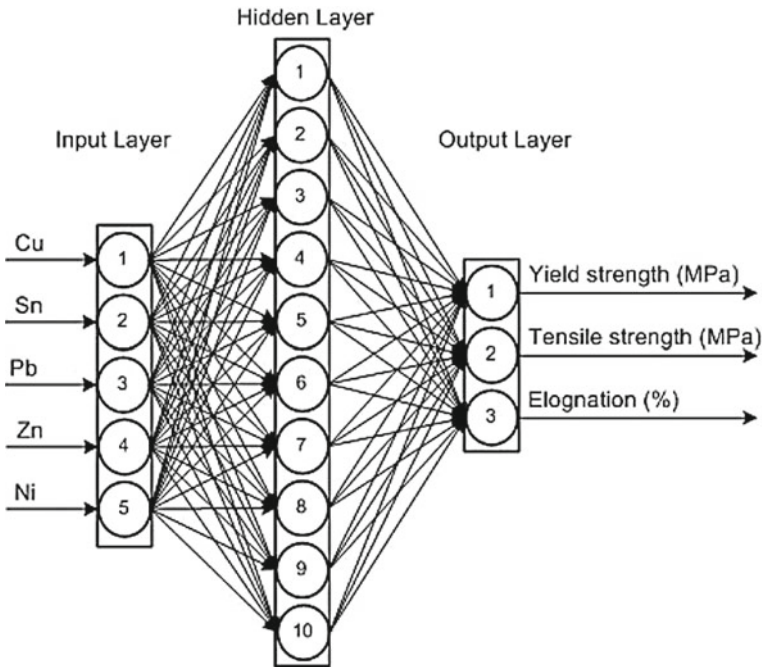 Hidden Layer
Input Layer
Output Layer
Cu
Sn
Pb
Zn
Ni
1
2
3
4
5
1
2
3
4
5
6
7
8
9
10
1
2
3
Yield strength (MPa)
Tensile strength (MPa)
Elognation (%)